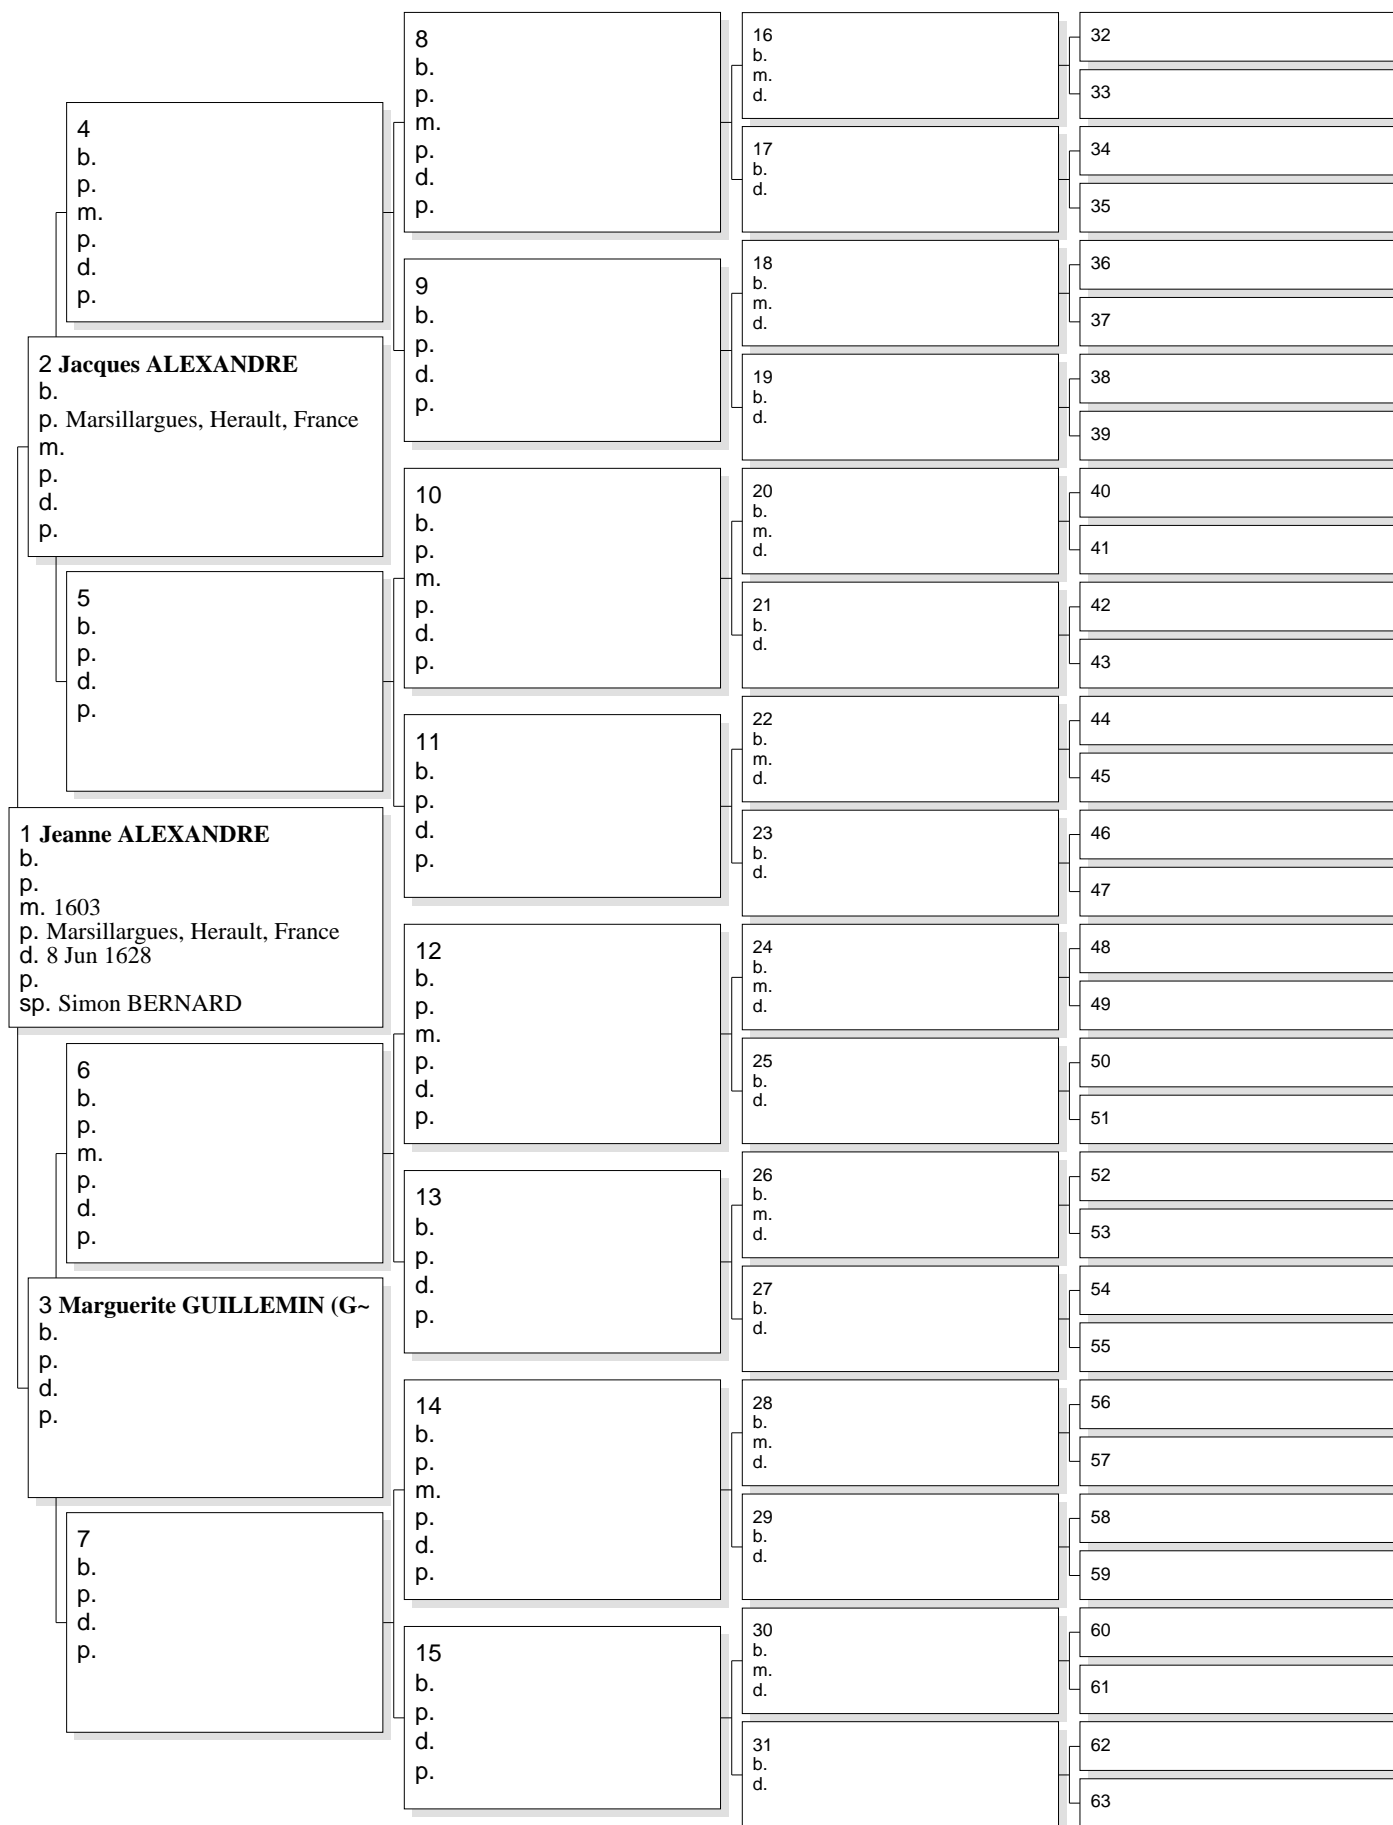 1 Jeanne ALEXANDRE
b.
p.
m. 1603
p. Marsillargues, Herault, France
d. 8 Jun 1628
p.
sp. Simon BERNARD
2 Jacques ALEXANDRE
b.
p. Marsillargues, Herault, France
m.
p.
d.
p.
3 Marguerite GUILLEMIN (G~
b.
p.
d.
p.
4
b.
p.
m.
p.
d.
p.
5
b.
p.
d.
p.
6
b.
p.
m.
p.
d.
p.
7
b.
p.
d.
p.
8
b.
p.
m.
p.
d.
p.
9
b.
p.
d.
p.
10
b.
p.
m.
p.
d.
p.
11
b.
p.
d.
p.
12
b.
p.
m.
p.
d.
p.
13
b.
p.
d.
p.
14
b.
p.
m.
p.
d.
p.
15
b.
p.
d.
p.
16
b.
m.
d.
17
b.
d.
18
b.
m.
d.
19
b.
d.
20
b.
m.
d.
21
b.
d.
22
b.
m.
d.
23
b.
d.
24
b.
m.
d.
25
b.
d.
26
b.
m.
d.
27
b.
d.
28
b.
m.
d.
29
b.
d.
30
b.
m.
d.
31
b.
d.
32
33
34
35
36
37
38
39
40
41
42
43
44
45
46
47
48
49
50
51
52
53
54
55
56
57
58
59
60
61
62
63